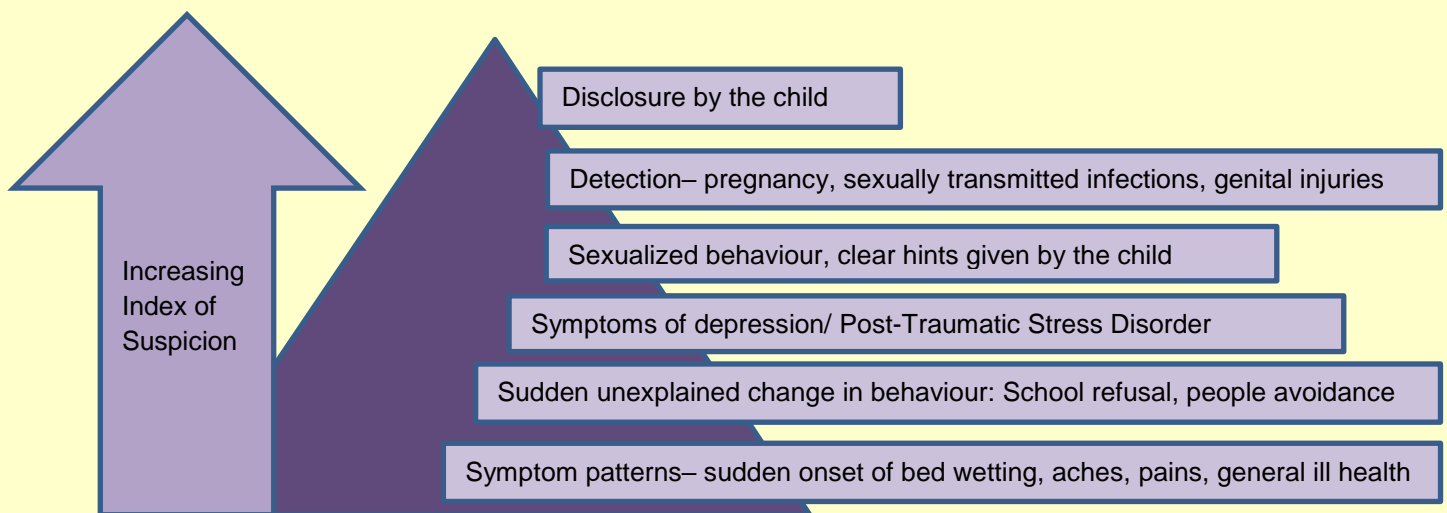 Disclosure by the child
Detection– pregnancy, sexually transmitted infections, genital injuries
Sexualized behaviour, clear hints given by the child
Increasing
Index of
Suspicion
Symptoms of depression/ Post-Traumatic Stress Disorder
Sudden unexplained change in behaviour: School refusal, people avoidance
Symptom patterns– sudden onset of bed wetting, aches, pains, general ill health